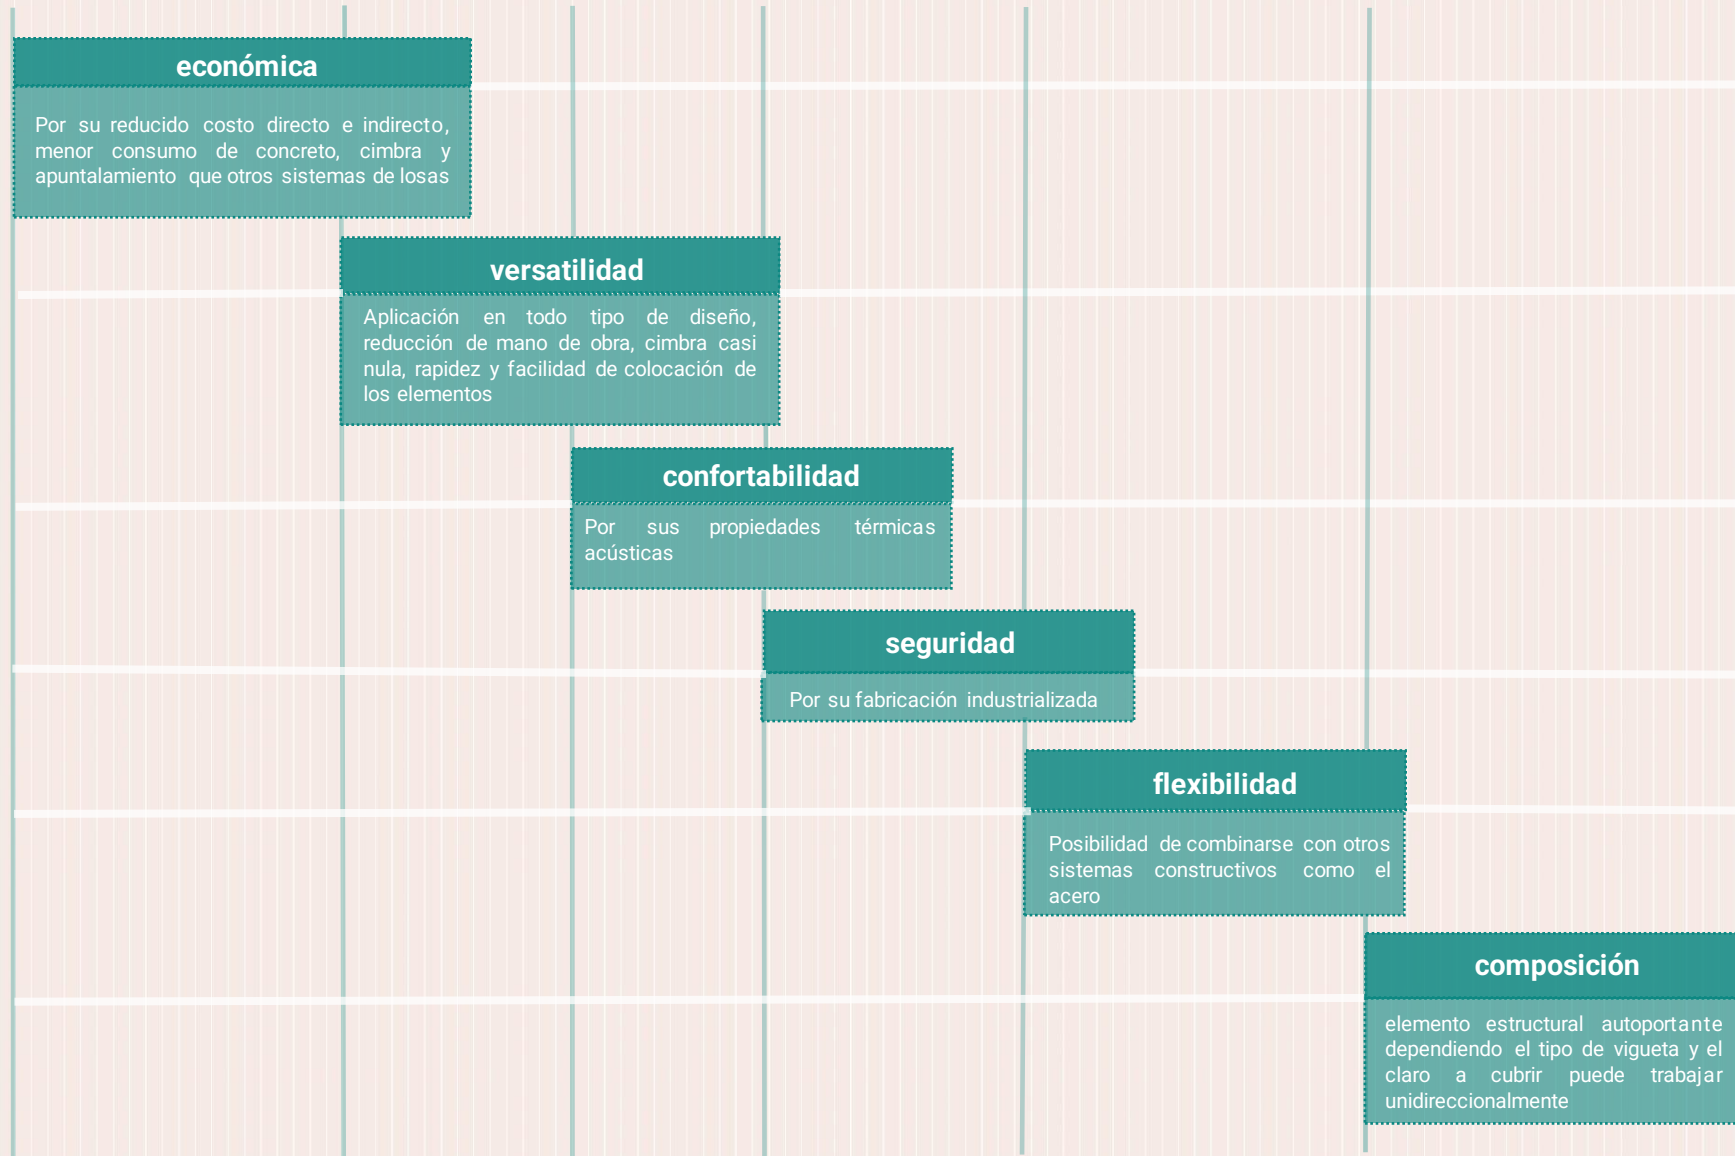 económica
Por su reducido costo directo e indirecto,
menor consumo de concreto, cimbra y
apuntalamiento que otros sistemas de losas
versatilidad
Aplicación en todo tipo de diseño,
reducción de mano de obra, cimbra casi
nula, rapidez y facilidad de colocación de
los elementos
confortabilidad
Por sus propiedades térmicas
acústicas
seguridad
Por su fabricación industrializada
flexibilidad
Posibilidad de combinarse con otros
sistemas constructivos como el
acero
composición
elemento estructural autoportante
dependiendo el tipo de vigueta y el
claro a cubrir puede trabajar
unidireccionalmente